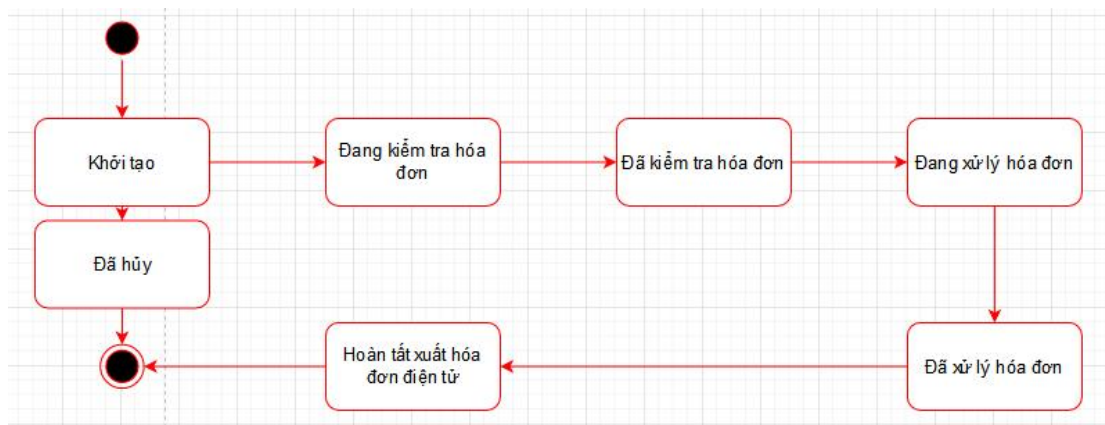 Khởi tạo
Đang kiểm tra hóa
đơn
Đã kiểm tra hóa đơn
Đang xử lý hóa đơn
Đã hủy
Hoàn tất xuất hóa
đơn điện tử
Đã xử lý hóa đơn